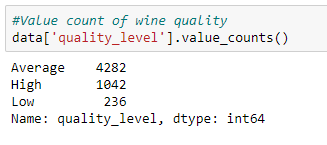 #Value count of wine quality
data['quality_level'].value_counts()
Average    4282
High       1042
Low         236
Name: quality_level, dtype: int64